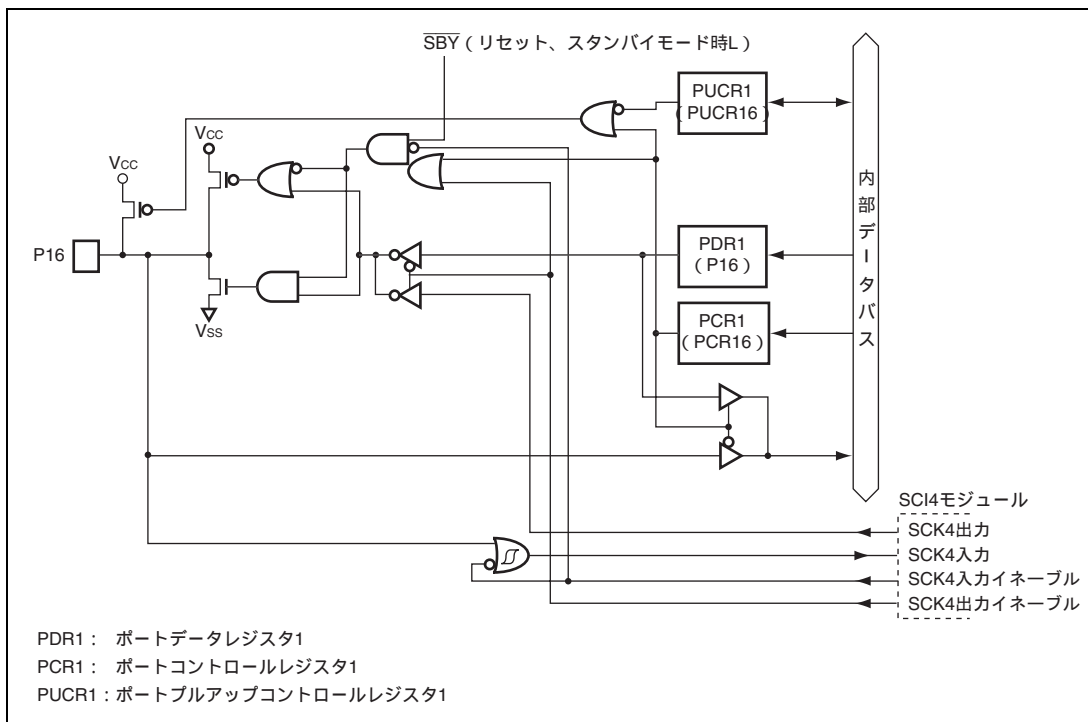 SBY（リセット、スタンバイモード時L）
PUCR1
(PUCR16)
VCC
VCC
P16
VSS
PDR1
(P16)
PCR1
(PCR16)
内部データバス
SCI4モジュール
SCK4出力
SCK4入力
SCK4入力イネーブル
SCK4出力イネーブル
PDR1：ポートデータレジスタ1
PCR1：ポートコントロールレジスタ1
PUCR1：ポートプルアップコントロールレジスタ1